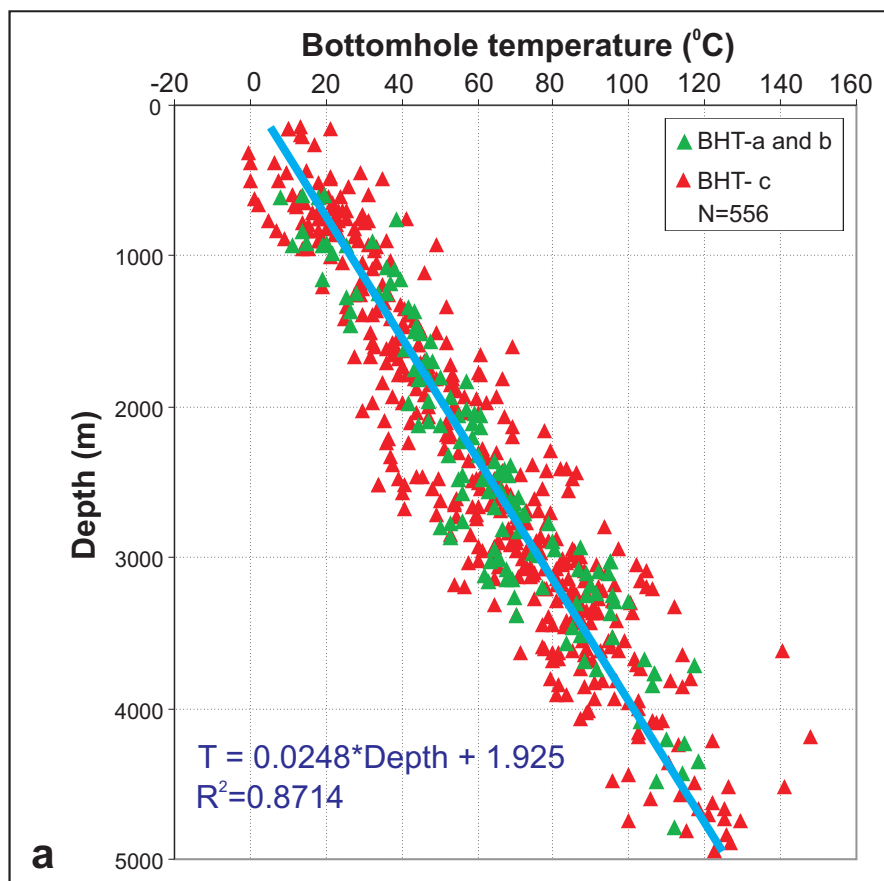 Bottomhole temperature (⁰C)
-20 0 20 40 60 80 100 120 140 160
0
BHT-a and b
BHT- c
N=556
1000
2000
Depth (m)
3000
4000
T = 0.0248*Depth + 1.925
R²=0.8714
5000
a